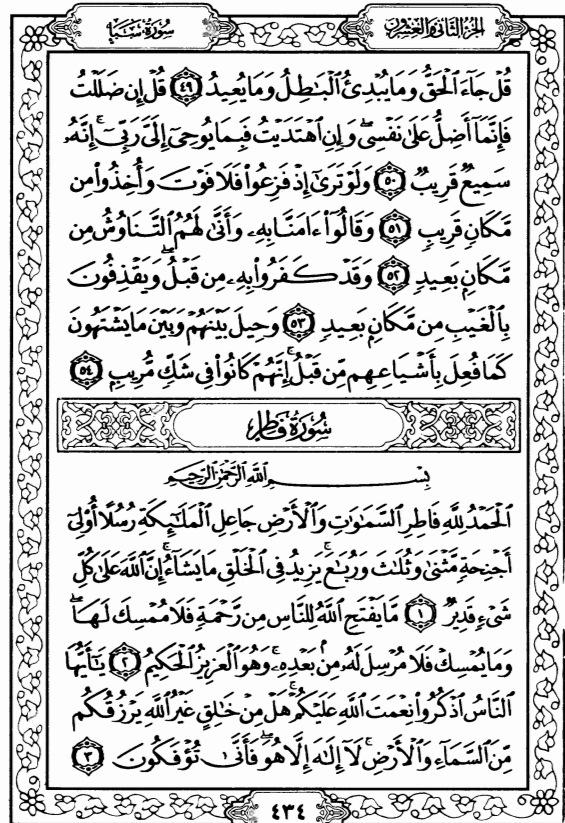 الجزء الثاني والعشرون
سورة سبأ
قُلْ جَآءَ ٱلْحَقُّ وَمَا يُبْدِئُ ٱلْبَٰطِلُ وَمَا يُعِيدُ ٤٩ قُلْ إِن ضَلَلْتُ
فَإِنَّمَآ أَضِلُّ عَلَىٰ نَفْسِى ۖ وَإِنِ ٱهْتَدَيْتُ فَبِمَا يُوحِىٓ إِلَىَّ رَبِّىٓ ۚ إِنَّهُۥ
سَمِيعٌ قَرِيبٌ ٥٠ وَلَوْ تَرَىٰٓ إِذْ فَزِعُوا۟ فَلَا فَوْتَ وَأُخِذُوا۟ مِن
مَّكَانٍ قَرِيبٍ ٥١ وَقَالُوٓا۟ ءَامَنَّا بِهِۦ وَأَنَّىٰ لَهُمُ ٱلتَّنَاوُشُ مِن
مَّكَانٍۭ بَعِيدٍ ٥٢ وَقَدْ كَفَرُوا۟ بِهِۦ مِن قَبْلُ ۖ وَيَقْذِفُونَ
بِٱلْغَيْبِ مِن مَّكَانٍۭ بَعِيدٍ ٥٣ وَحِيلَ بَيْنَهُمْ وَبَيْنَ مَا يَشْتَهُونَ
كَمَا فُعِلَ بِأَشْيَاعِهِم مِّن قَبْلُ ۚ إِنَّهُمْ كَانُوا۟ فِى شَكٍّ مُّرِيبٍۭ ٥٤
سورة فاطر
بِسْمِ ٱللَّهِ ٱلرَّحْمَٰنِ ٱلرَّحِيمِ
ٱلْحَمْدُ لِلَّهِ فَاطِرِ ٱلسَّمَٰوَٰتِ وَٱلْأَرْضِ جَاعِلِ ٱلْمَلَٰٓئِكَةِ رُسُلًا أُو۟لِىٓ
أَجْنِحَةٍ مَّثْنَىٰ وَثُلَٰثَ وَرُبَٰعَ ۚ يَزِيدُ فِى ٱلْخَلْقِ مَا يَشَآءُ ۚ إِنَّ ٱللَّهَ عَلَىٰ كُلِّ
شَىْءٍ قَدِيرٌ ١ مَّا يَفْتَحِ ٱللَّهُ لِلنَّاسِ مِن رَّحْمَةٍ فَلَا مُمْسِكَ لَهَا ۖ
وَمَا يُمْسِكْ فَلَا مُرْسِلَ لَهُۥ مِنۢ بَعْدِهِۦ ۚ وَهُوَ ٱلْعَزِيزُ ٱلْحَكِيمُ ٢ يَٰٓأَيُّهَا
ٱلنَّاسُ ٱذْكُرُوا۟ نِعْمَتَ ٱللَّهِ عَلَيْكُمْ ۚ هَلْ مِنْ خَٰلِقٍ غَيْرُ ٱللَّهِ يَرْزُقُكُم
مِّنَ ٱلسَّمَآءِ وَٱلْأَرْضِ ۚ لَآ إِلَٰهَ إِلَّا هُوَ ۖ فَأَنَّىٰ تُؤْفَكُونَ ٣
٤٣٤